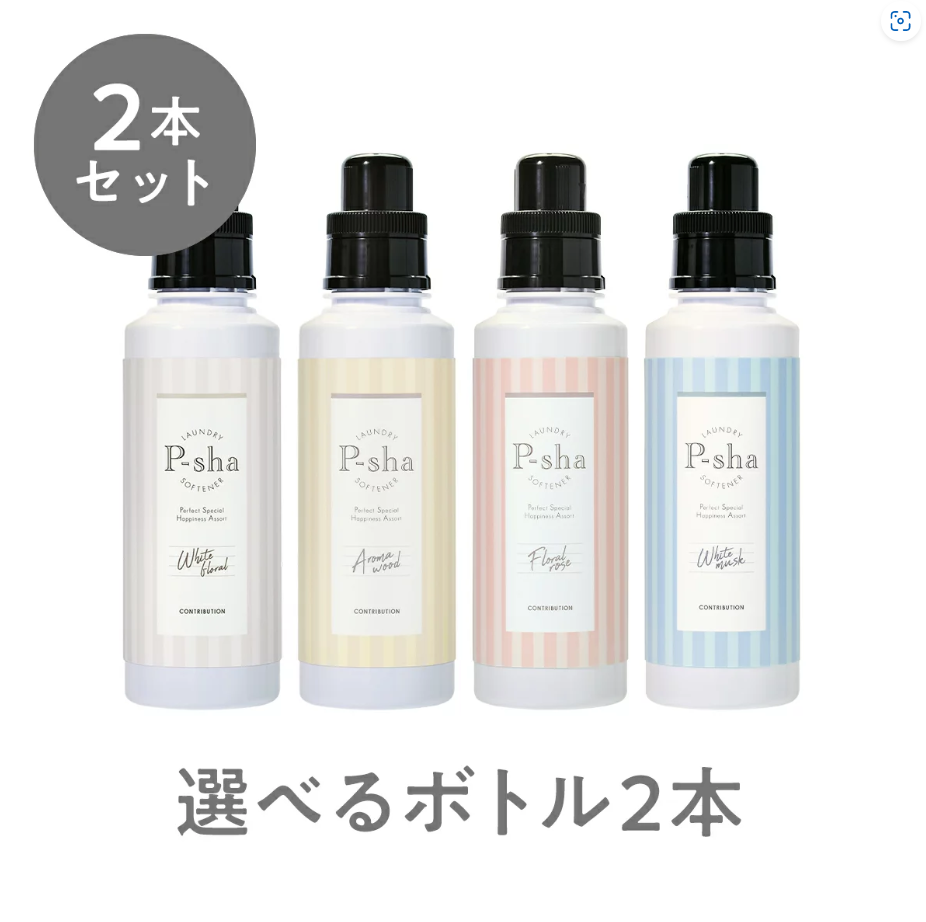 2本
セット
LAUNDRY
P-sha
SOFTENER
Perfect Special
Happiness Assort
White
floral
CONTRIBUTION
LAUNDRY
P-sha
SOFTENER
Perfect Special
Happiness Assort
Aroma
wood
CONTRIBUTION
LAUNDRY
P-sha
SOFTENER
Perfect Special
Happiness Assort
Floral
rose
CONTRIBUTION
LAUNDRY
P-sha
SOFTENER
Perfect Special
Happiness Assort
White
musk
CONTRIBUTION
選べるボトル2本